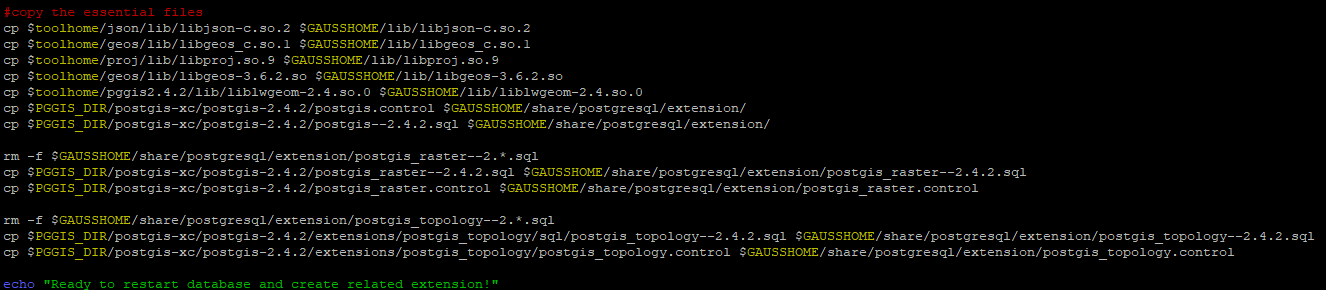 #copy the essential files
cp $toolhome/json/lib/libjson-c.so.2 $GAUSSHOME/lib/libjson-c.so.2
cp $toolhome/geos/lib/libgeos_c.so.1 $GAUSSHOME/lib/libgeos_c.so.1
cp $toolhome/proj/lib/libproj.so.9 $GAUSSHOME/lib/libproj.so.9
cp $toolhome/geos/lib/libgeos-3.6.2.so $GAUSSHOME/lib/libgeos-3.6.2.so
cp $toolhome/pggis2.4.2/lib/liblwgeom-2.4.so.0 $GAUSSHOME/lib/liblwgeom-2.4.so.0
cp $PGGIS_DIR/postgis-xc/postgis-2.4.2/postgis.control $GAUSSHOME/share/postgresql/extension/
cp $PGGIS_DIR/postgis-xc/postgis-2.4.2/postgis--2.4.2.sql $GAUSSHOME/share/postgresql/extension/

rm -f $GAUSSHOME/share/postgresql/extension/postgis_raster--2.*.sql
cp $PGGIS_DIR/postgis-xc/postgis-2.4.2/postgis_raster--2.4.2.sql $GAUSSHOME/share/postgresql/extension/postgis_raster--2.4.2.sql
cp $PGGIS_DIR/postgis-xc/postgis-2.4.2/postgis_raster.control $GAUSSHOME/share/postgresql/extension/postgis_raster.control

rm -f $GAUSSHOME/share/postgresql/extension/postgis_topology--2.*.sql
cp $PGGIS_DIR/postgis-xc/postgis-2.4.2/extensions/postgis_topology/sql/postgis_topology--2.4.2.sql $GAUSSHOME/share/postgresql/extension/postgis_topology--2.4.2.sql
cp $PGGIS_DIR/postgis-xc/postgis-2.4.2/extensions/postgis_topology/postgis_topology.control $GAUSSHOME/share/postgresql/extension/postgis_topology.control

echo "Ready to restart database and create related extension!"